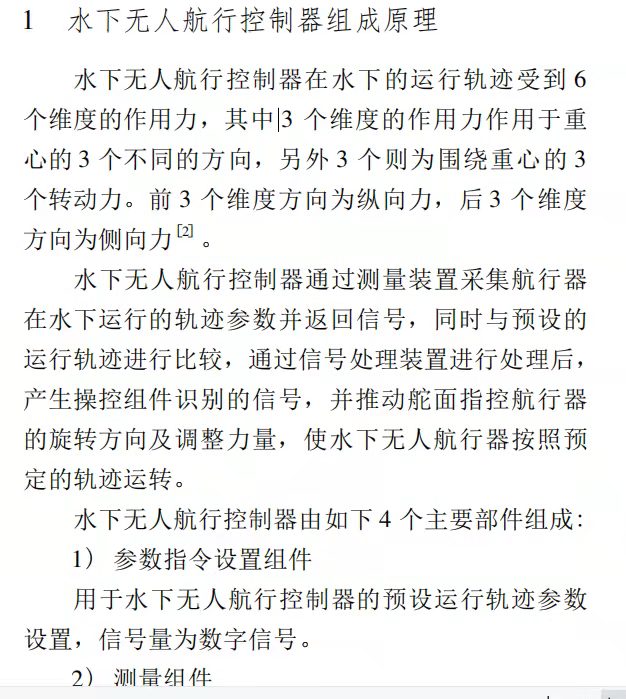 1 水下无人航行控制器组成原理
水下无人航行控制器在水下的运行轨迹受到 6
个维度的作用力，其中3 个维度的作用力作用于重
心的 3 个不同的方向，另外 3 个则为围绕重心的 3
个转动力。前 3 个维度方向为纵向力，后 3 个维度
方向为侧向力[2]。
水下无人航行控制器通过测量装置采集航行器
在水下运行的轨迹参数并返回信号，同时与预设的
运行轨迹进行比较，通过信号处理装置进行处理后，
产生操控组件识别的信号，并推动舵面指控航行器
的旋转方向及调整力量，使水下无人航行器按照预
定的轨迹运转。
水下无人航行控制器由如下 4 个主要部件组成：
1） 参数指令设置组件
用于水下无人航行控制器的预设运行轨迹参数
设置，信号量为数字信号。
2） 测量组件